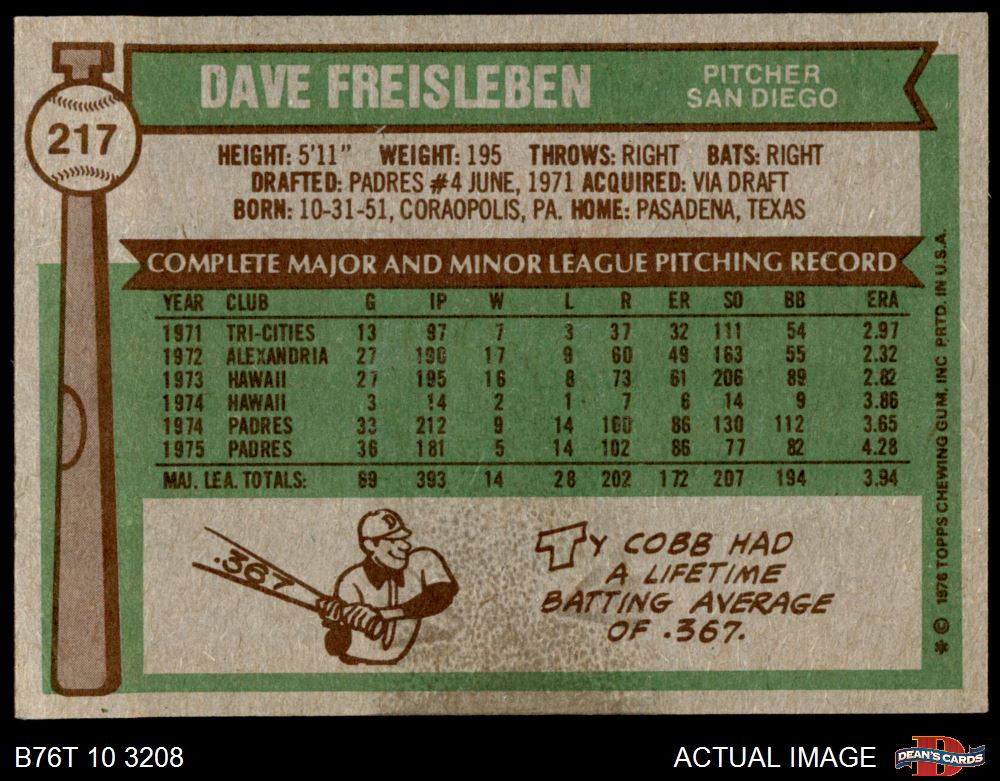 DAVE FREISLEBEN
PITCHER
SAN DIEGO
217
HEIGHT: 5'11" WEIGHT: 195 THROWS: RIGHT BATS: RIGHT
DRAFTED: PADRES #4 JUNE, 1971 ACQUIRED: VIA DRAFT
BORN: 10-31-51, CORAOPOLIS, PA. HOME: PASADENA, TEXAS
COMPLETE MAJOR AND MINOR LEAGUE PITCHING RECORD
YEAR CLUB G IP W L R ER SO BB ERA
1971 TRI-CITIES 13 97 7 3 37 32 111 54 2.97
1972 ALEXANDRIA 27 190 17 9 60 49 163 55 2.32
1973 HAWAII 27 195 16 8 73 61 206 89 2.82
1974 HAWAII 3 14 2 1 7 6 14 9 3.86
1974 PADRES 33 212 9 14 100 86 130 112 3.65
1975 PADRES 36 181 5 14 102 86 77 82 4.28
MAJ. LEA. TOTALS: 69 393 14 28 202 172 207 194 3.94
.367
TY COBB HAD
A LIFETIME
BATTING AVERAGE
OF .367.
* © 1976 TOPPS CHEWING GUM, INC PRTD. IN U.S.A.
B76T 10 3208
ACTUAL IMAGE
D
DEAN'S CARDS